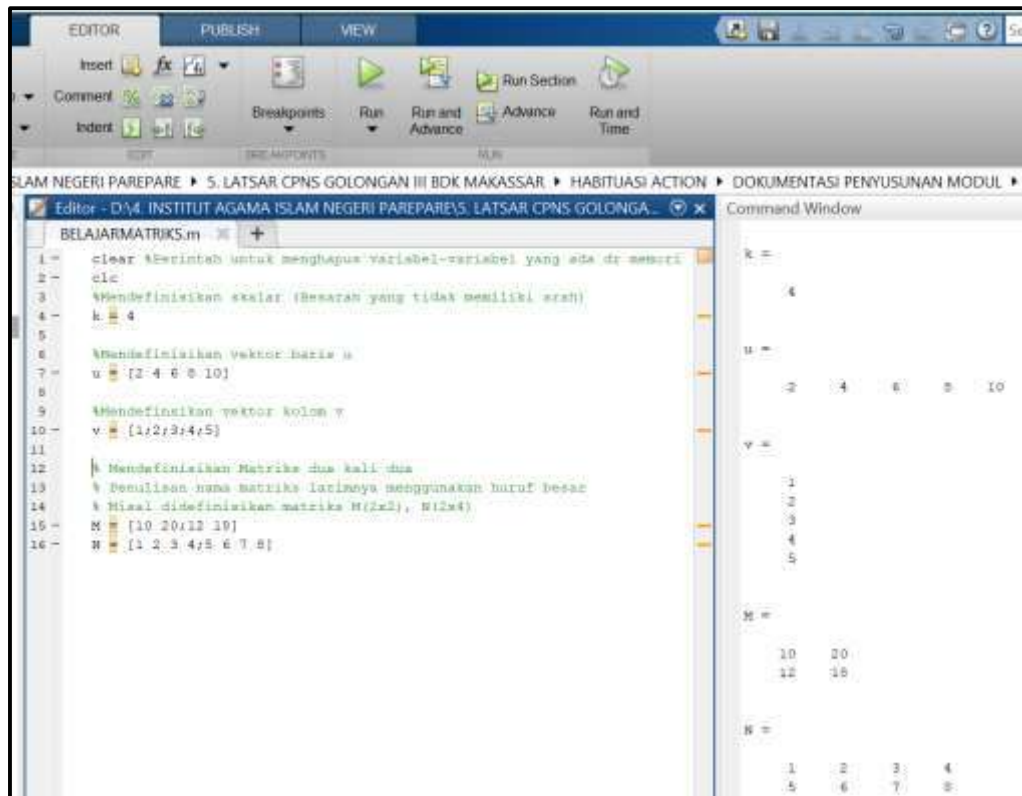 EDITOR PUBLISH VIEW
Insert fx
Comment
Indent
Breakpoints
Run
Run and Advance
Run Section
Advance
Run and Time
EDIT BREAKPOINTS RUN
SLAM NEGERI PAREPARE ▸ 5. LATSAR CPNS GOLONGAN III BDK MAKASSAR ▸ HABITUASI ACTION ▸ DOKUMENTASI PENYUSUNAN MODUL ▸
Editor - D:\4. INSTITUT AGAMA ISLAM NEGERI PAREPARE\5. LATSAR CPNS GOLONGA...
BELAJARMATRIKS.m
1 clear %Perintah untuk menghapus variabel-variabel yang ada dr memori
2 clc
3 %Mendefinisikan skalar (Besaran yang tidak memiliki arah)
4 k = 4
5
6 %Mendefinisikan vektor baris u
7 u = [2 4 6 8 10]
8
9 %Mendefinsikan vektor kolom v
10 v = [1;2;3;4;5]
11
12 % Mendefinisikan Matriks dua kali dua
13 % Penulisan nama matriks lazimnya menggunakan huruf besar
14 % Misal didefinisikan matriks M(2x2), N(2x4)
15 M = [10 20;12 18]
16 N = [1 2 3 4;5 6 7 8]
Command Window
k =
4
u =
2 4 6 8 10
v =
1
2
3
4
5
M =
10 20
12 18
N =
1 2 3 4
5 6 7 8